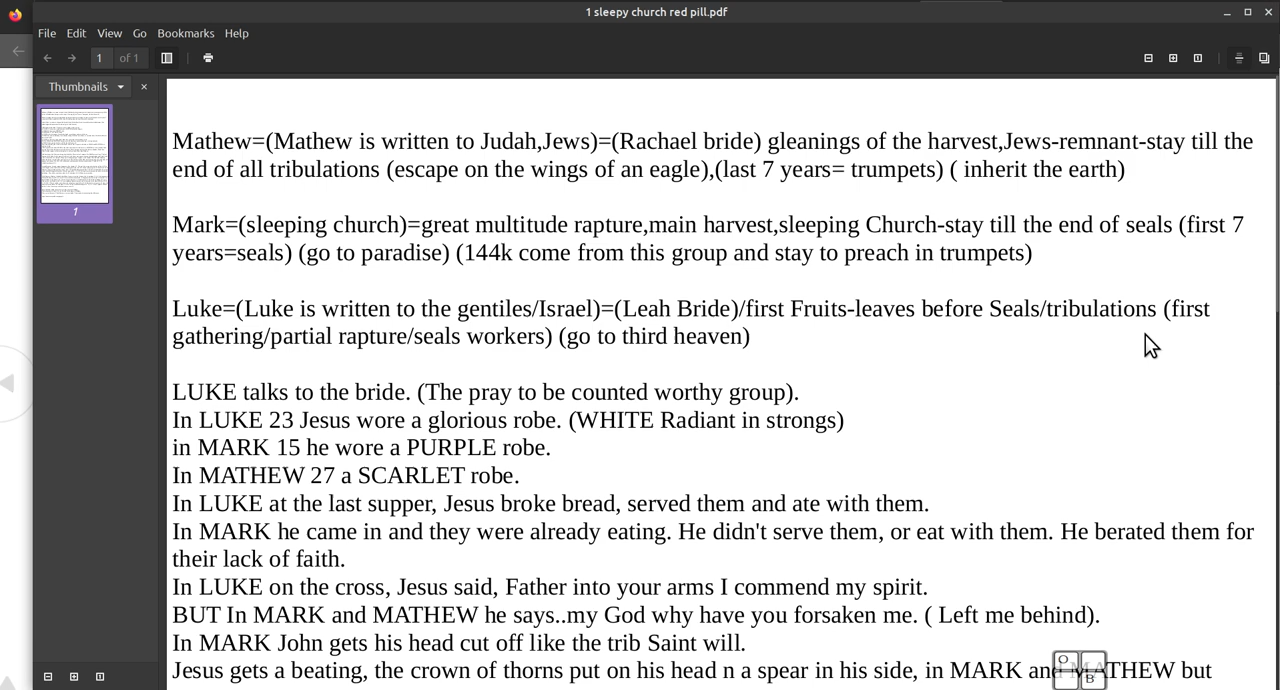 1 sleepy church red pill.pdf
File Edit View Go Bookmarks Help
1 of 1
Thumbnails
1
Mathew=(Mathew is written to Judah,Jews)=(Rachael bride) gleanings of the harvest,Jews-remnant-stay till the
end of all tribulations (escape on the wings of an eagle),(last 7 years= trumpets) ( inherit the earth)
Mark=(sleeping church)=great multitude rapture,main harvest,sleeping Church-stay till the end of seals (first 7
years=seals) (go to paradise) (144k come from this group and stay to preach in trumpets)
Luke=(Luke is written to the gentiles/Israel)=(Leah Bride)/first Fruits-leaves before Seals/tribulations (first
gathering/partial rapture/seals workers) (go to third heaven)
LUKE talks to the bride. (The pray to be counted worthy group).
In LUKE 23 Jesus wore a glorious robe. (WHITE Radiant in strongs)
in MARK 15 he wore a PURPLE robe.
In MATHEW 27 a SCARLET robe.
In LUKE at the last supper, Jesus broke bread, served them and ate with them.
In MARK he came in and they were already eating. He didn't serve them, or eat with them. He berated them for
their lack of faith.
In LUKE on the cross, Jesus said, Father into your arms I commend my spirit.
BUT In MARK and MATHEW he says..my God why have you forsaken me. ( Left me behind).
In MARK John gets his head cut off like the trib Saint will.
Jesus gets a beating, the crown of thorns put on his head n a spear in his side, in MARK and MATHEW but
O
B